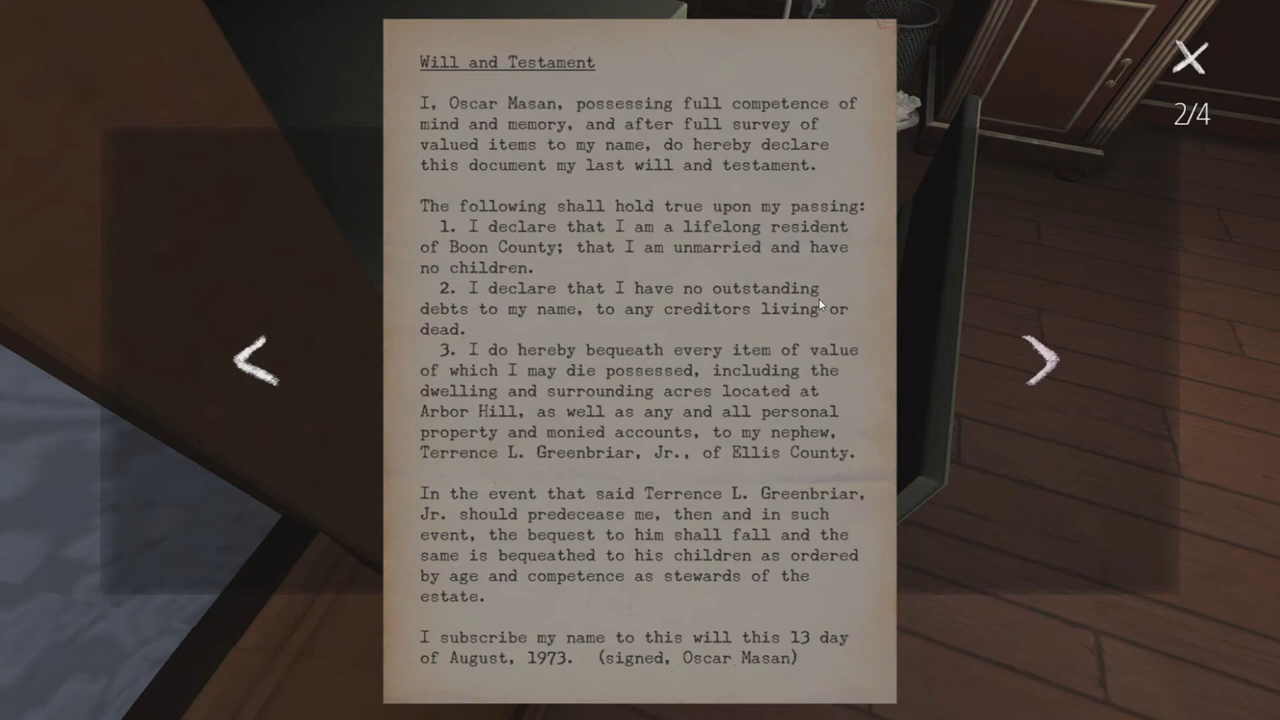 Will and Testament
I, Oscar Masan, possessing full competence of
mind and memory, and after full survey of
valued items to my name, do hereby declare
this document my last will and testament.
The following shall hold true upon my passing:
1. I declare that I am a lifelong resident
of Boon County; that I am unmarried and have
no children.
2. I declare that I have no outstanding
debts to my name, to any creditors living or
dead.
3. I do hereby bequeath every item of value
of which I may die possessed, including the
dwelling and surrounding acres located at
Arbor Hill, as well as any and all personal
property and monied accounts, to my nephew,
Terrence L. Greenbriar, Jr., of Ellis County.
In the event that said Terrence L. Greenbriar,
Jr. should predecease me, then and in such
event, the bequest to him shall fall and the
same is bequeathed to his children as ordered
by age and competence as stewards of the
estate.
I subscribe my name to this will this 13 day
of August, 1973. (signed, Oscar Masan)
2/4